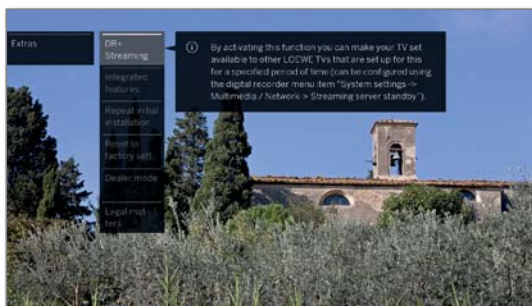 Extras
DR+
Streaming
Integrated
features
Repeat initial
installation
Reset to
factory sett-
Dealer mode
Legal mat-
ters
By activating this function you can make your TV set
available to other LOEWE TVs that are set up for this
for a specified period of time (can be configured using
the digital recorder menu item "System settings ->
Multimedia / Network > Streaming server standby").